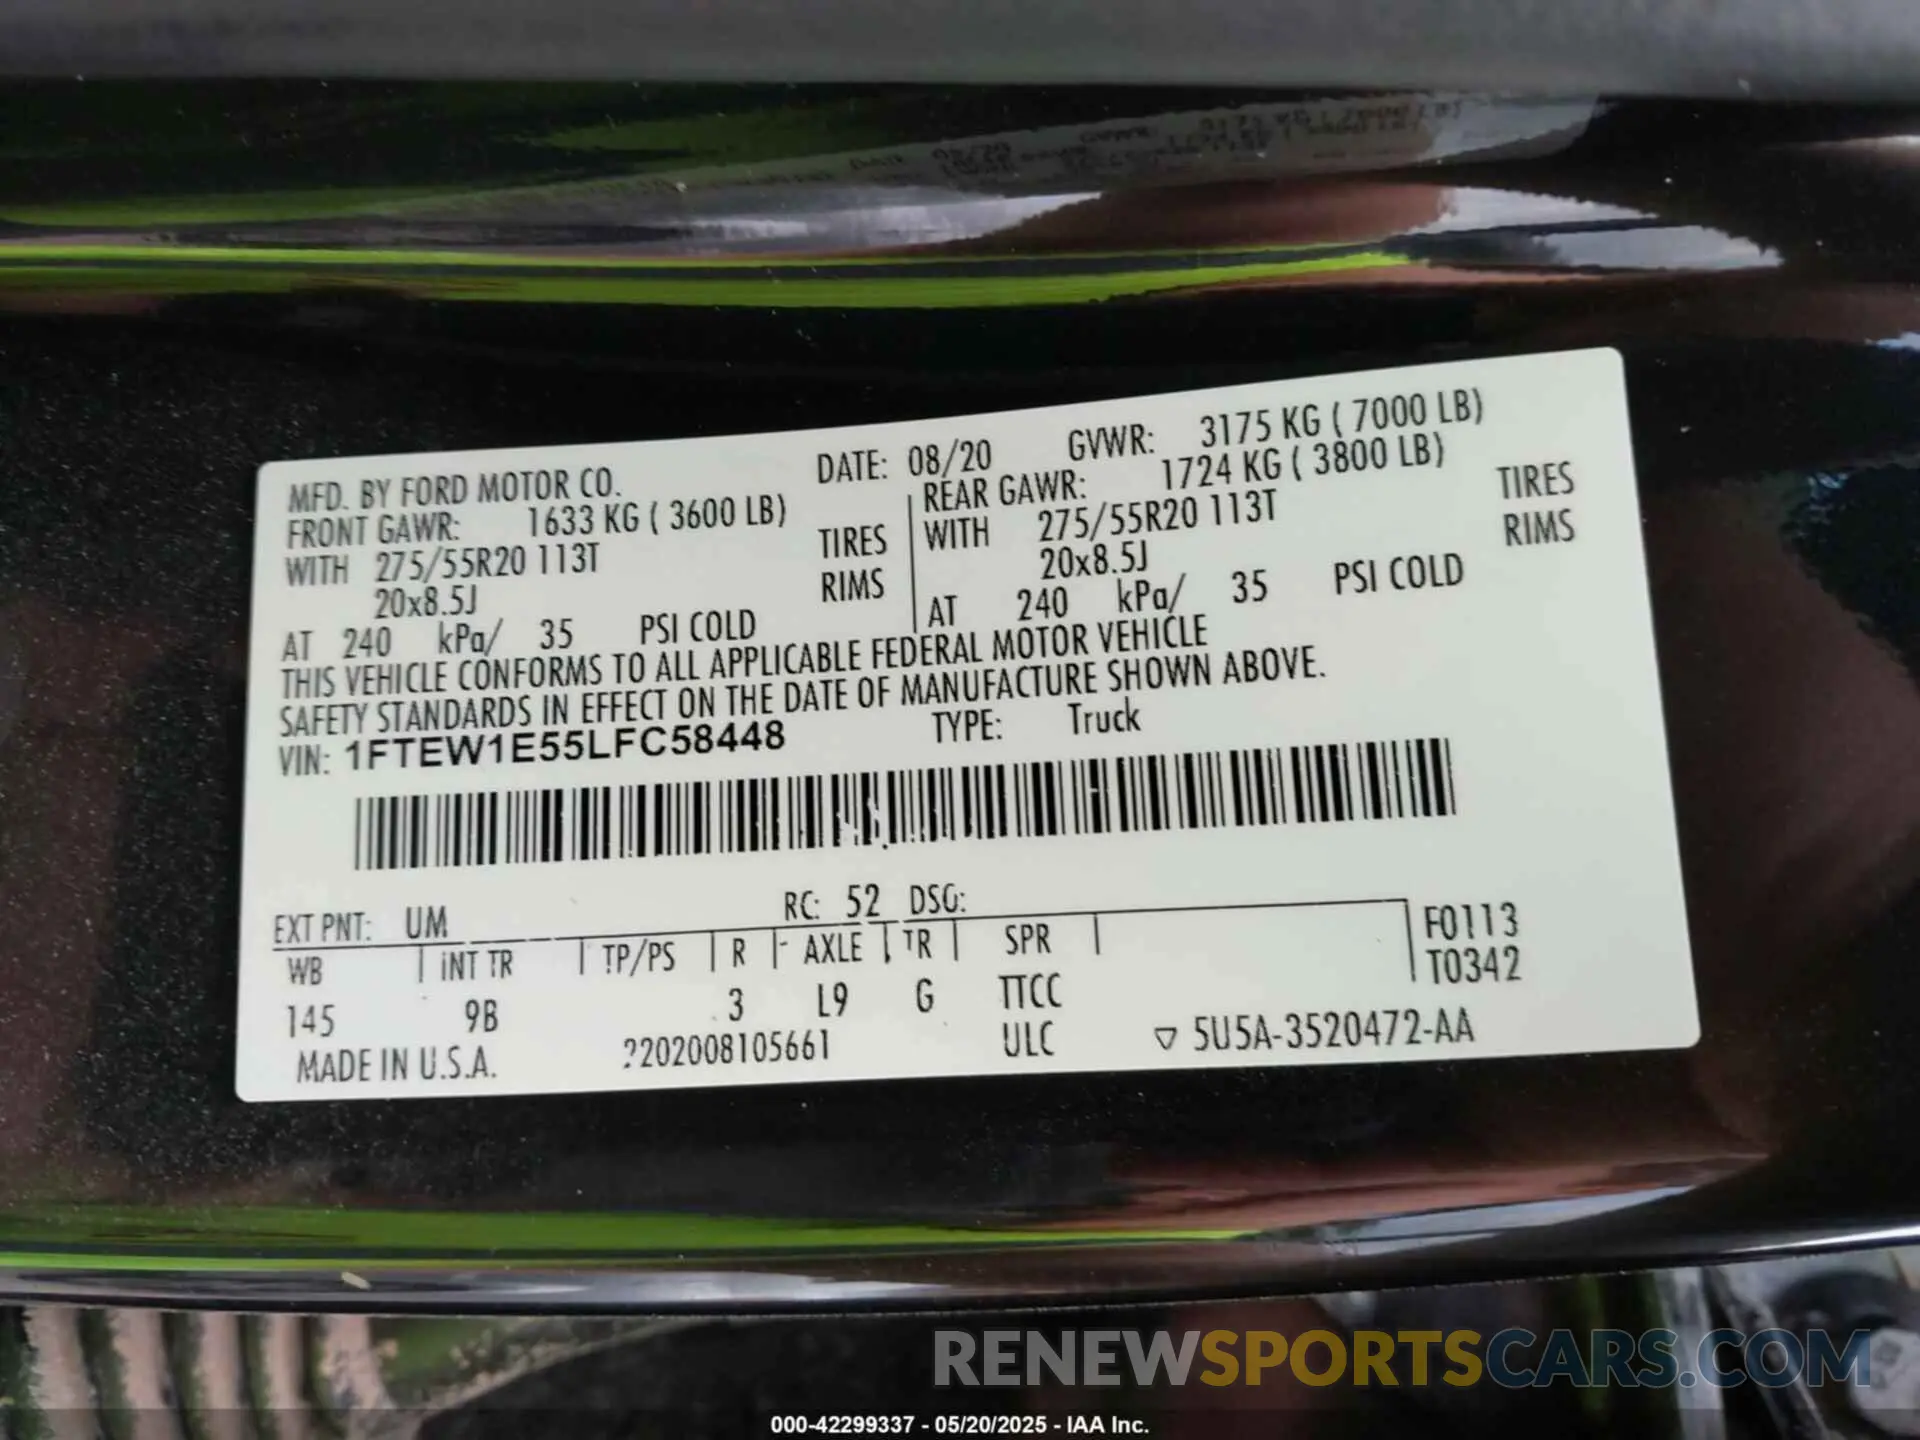 MFD. BY FORD MOTOR CO. DATE: 08/20 GVWR: 3175 KG ( 7000 LB)
FRONT GAWR: 1633 KG ( 3600 LB) REAR GAWR: 1724 KG ( 3800 LB)
WITH 275/55R20 113T TIRES WITH 275/55R20 113T TIRES
20x8.5J RIMS 20x8.5J RIMS
AT 240 kPa/ 35 PSI COLD AT 240 kPa/ 35 PSI COLD
THIS VEHICLE CONFORMS TO ALL APPLICABLE FEDERAL MOTOR VEHICLE
SAFETY STANDARDS IN EFFECT ON THE DATE OF MANUFACTURE SHOWN ABOVE.
VIN: 1FTEW1E55LFC58448 TYPE: Truck
EXT PNT: UM RC: 52 DSO:
WB INT TR TP/PS R AXLE TR SPR F0113
T0342
145 9B 3 L9 G TTCC
MADE IN U.S.A. 2202008105661 ULC ▽ 5U5A-3520472-AA
RENEWSPORTSCARS.COM
000-42299337 - 05/20/2025 - IAA Inc.